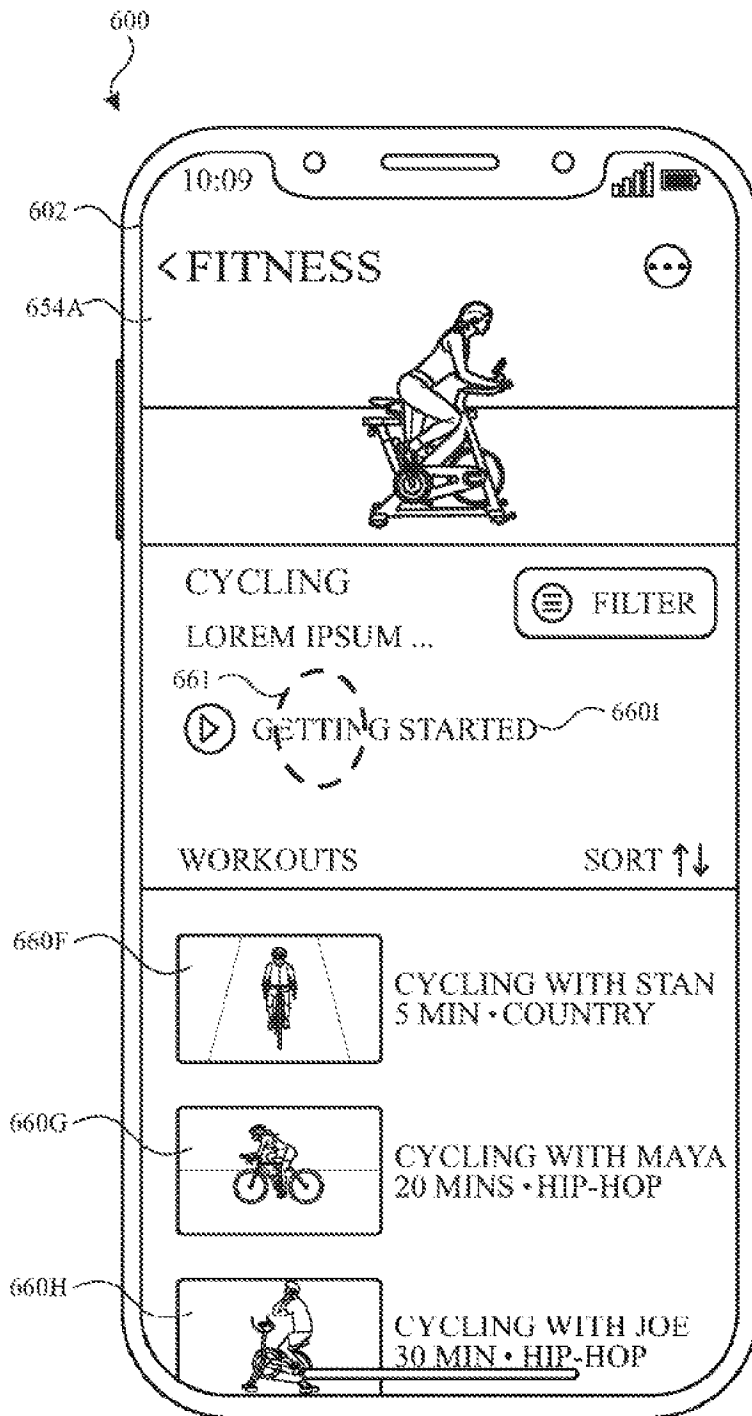 600
10:09
602
< FITNESS
654A
CYCLING
FILTER
LOREM IPSUM ...
661
GETTING STARTED
660I
WORKOUTS
SORT ↑↓
660F
CYCLING WITH STAN
5 MIN • COUNTRY
660G
CYCLING WITH MAYA
20 MINS • HIP-HOP
660H
CYCLING WITH JOE
30 MIN • HIP-HOP